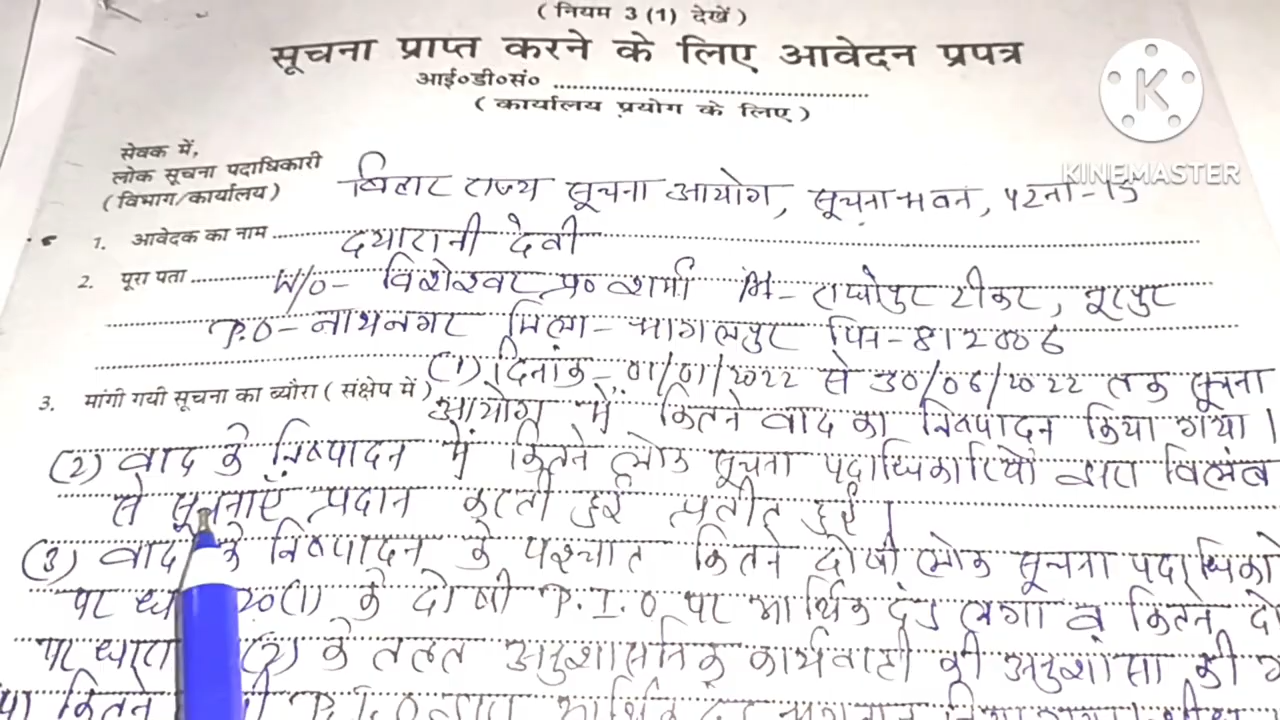 ( नियम 3 (1) देखें )
सूचना प्राप्त करने के लिए आवेदन प्रपत्र
आई०डी०सं० ........................
( कार्यालय प्रयोग के लिए )
KINEMASTER
सेवक में,
लोक सूचना पदाधिकारी
(विभाग/कार्यालय) बिहार राज्य सूचना आयोग, सूचना भवन, पटना-15
1. आवेदक का नाम दयारानी देवी
2. पूरा पता W/o- विशेश्वर प्र० शर्मा राघोपुर टीकर, नूरपुर
P.O- नाथनगर जिला- भागलपुर पिन-812006
(1) दिनांक- 01/01/2022 से 30/06/2022 तक सूचना
3. मांगी गयी सूचना का ब्यौरा ( संक्षेप में ) आयोग में कितने वाद का निष्पादन किया गया।
(2) वाद के निष्पादन में कितने लोक सूचना पदाधिकारियों द्वारा विलंब
से सूचनाएँ प्रदान करती हुई प्रतीत हुई।
(3) वाद के निष्पादन के पश्चात कितने दोषी लोक सूचना पदाधिको
पर 20(1) के दोषी P.I.O पर आर्थिक दंड लगा व कितने दो
पर धारा (2) के तहत अनुशासनिक कार्यवाही की अनुशंसा की
कितने P.I.O द्वारा आर्थिक दंड